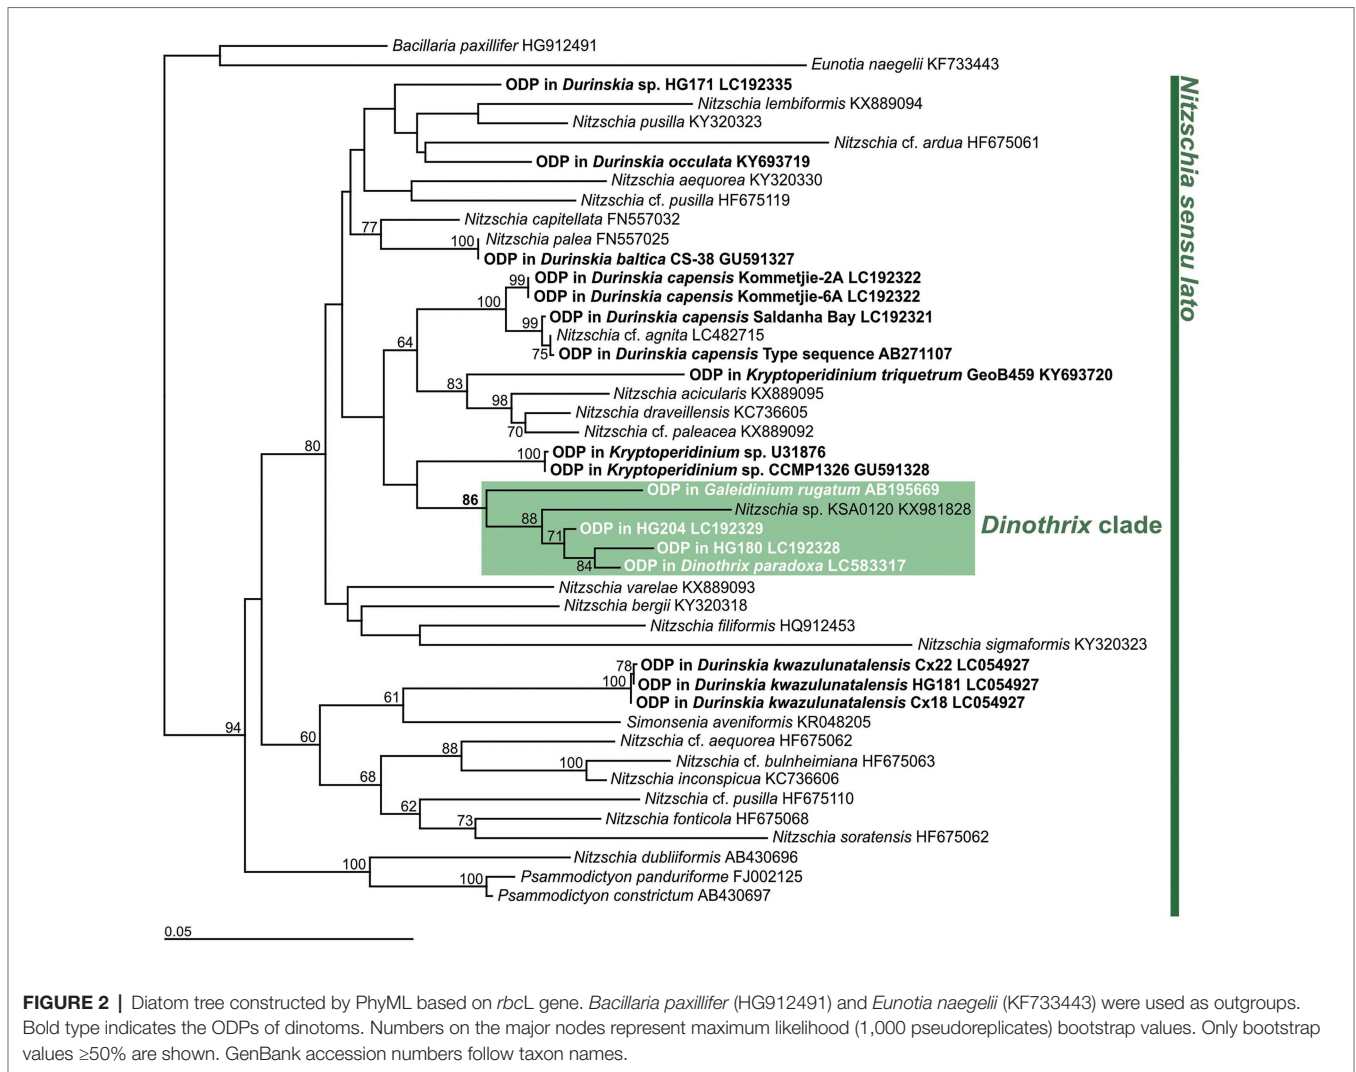 Bacillaria paxillifer HG912491
Eunotia naegelii KF733443
ODP in Durinskia sp. HG171 LC192335
Nitzschia lembiformis KX889094
Nitzschia pusilla KY320323
Nitzschia cf. ardua HF675061
ODP in Durinskia occulata KY693719
Nitzschia aequorea KY320330
Nitzschia cf. pusilla HF675119
Nitzschia capitellata FN557032
77
100 Nitzschia palea FN557025
ODP in Durinskia baltica CS-38 GU591327
99 ODP in Durinskia capensis Kommetjie-2A LC192322
ODP in Durinskia capensis Kommetjie-6A LC192322
100
99 ODP in Durinskia capensis Saldanha Bay LC192321
Nitzschia cf. agnita LC482715
64
75 ODP in Durinskia capensis Type sequence AB271107
ODP in Kryptoperidinium triquetrum GeoB459 KY693720
83
Nitzschia acicularis KX889095
98
Nitzschia draveillensis KC736605
70 Nitzschia cf. paleacea KX889092
80
100 ODP in Kryptoperidinium sp. U31876
ODP in Kryptoperidinium sp. CCMP1326 GU591328
86 ODP in Galeidinium rugatum AB195669
Nitzschia sp. KSA0120 KX981828
88
ODP in HG204 LC192329
71
ODP in HG180 LC192328
84 ODP in Dinothrix paradoxa LC583317
Dinothrix clade
Nitzschia varelae KX889093
Nitzschia bergii KY320318
Nitzschia filiformis HQ912453
Nitzschia sigmaformis KY320323
78 ODP in Durinskia kwazulunatalensis Cx22 LC054927
100 ODP in Durinskia kwazulunatalensis HG181 LC054927
ODP in Durinskia kwazulunatalensis Cx18 LC054927
61
Simonsenia aveniformis KR048205
94
60
Nitzschia cf. aequorea HF675062
88
100 Nitzschia cf. bulnheimiana HF675063
Nitzschia inconspicua KC736606
68
Nitzschia cf. pusilla HF675110
62
73 Nitzschia fonticola HF675068
Nitzschia soratensis HF675062
Nitzschia dubliiformis AB430696
100
100 Psammodictyon panduriforme FJ002125
Psammodictyon constrictum AB430697
Nitzschia sensu lato
0.05
FIGURE 2 | Diatom tree constructed by PhyML based on rbcL gene. Bacillaria paxillifer (HG912491) and Eunotia naegelii (KF733443) were used as outgroups.
Bold type indicates the ODPs of dinotoms. Numbers on the major nodes represent maximum likelihood (1,000 pseudoreplicates) bootstrap values. Only bootstrap
values ≥50% are shown. GenBank accession numbers follow taxon names.